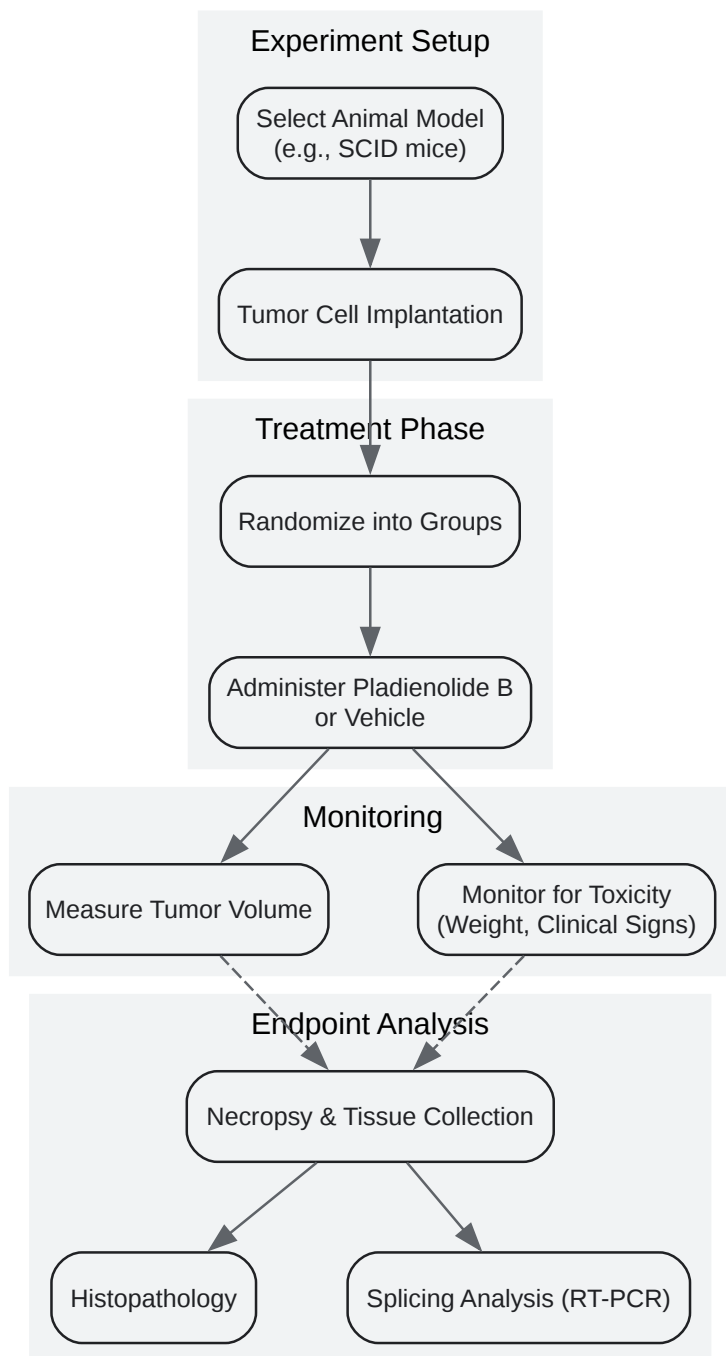 Experiment Setup
Select Animal Model
(e.g., SCID mice)
Tumor Cell Implantation
Treatment Phase
Randomize into Groups
Administer Pladienolide B
or Vehicle
Monitoring
Measure Tumor Volume
Monitor for Toxicity
(Weight, Clinical Signs)
Endpoint Analysis
Necropsy & Tissue Collection
Histopathology
Splicing Analysis (RT-PCR)